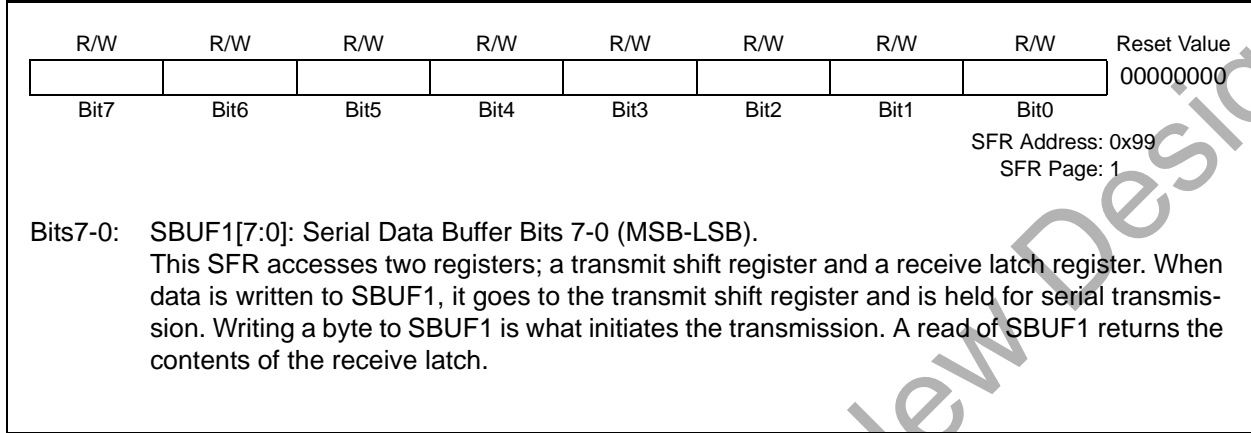 R/W R/W R/W R/W R/W R/W R/W R/W Reset Value
00000000
Bit7 Bit6 Bit5 Bit4 Bit3 Bit2 Bit1 Bit0
SFR Address: 0x99
SFR Page: 1
Bits7-0: SBUF1[7:0]: Serial Data Buffer Bits 7-0 (MSB-LSB).
This SFR accesses two registers; a transmit shift register and a receive latch register. When
data is written to SBUF1, it goes to the transmit shift register and is held for serial transmis-
sion. Writing a byte to SBUF1 is what initiates the transmission. A read of SBUF1 returns the
contents of the receive latch.